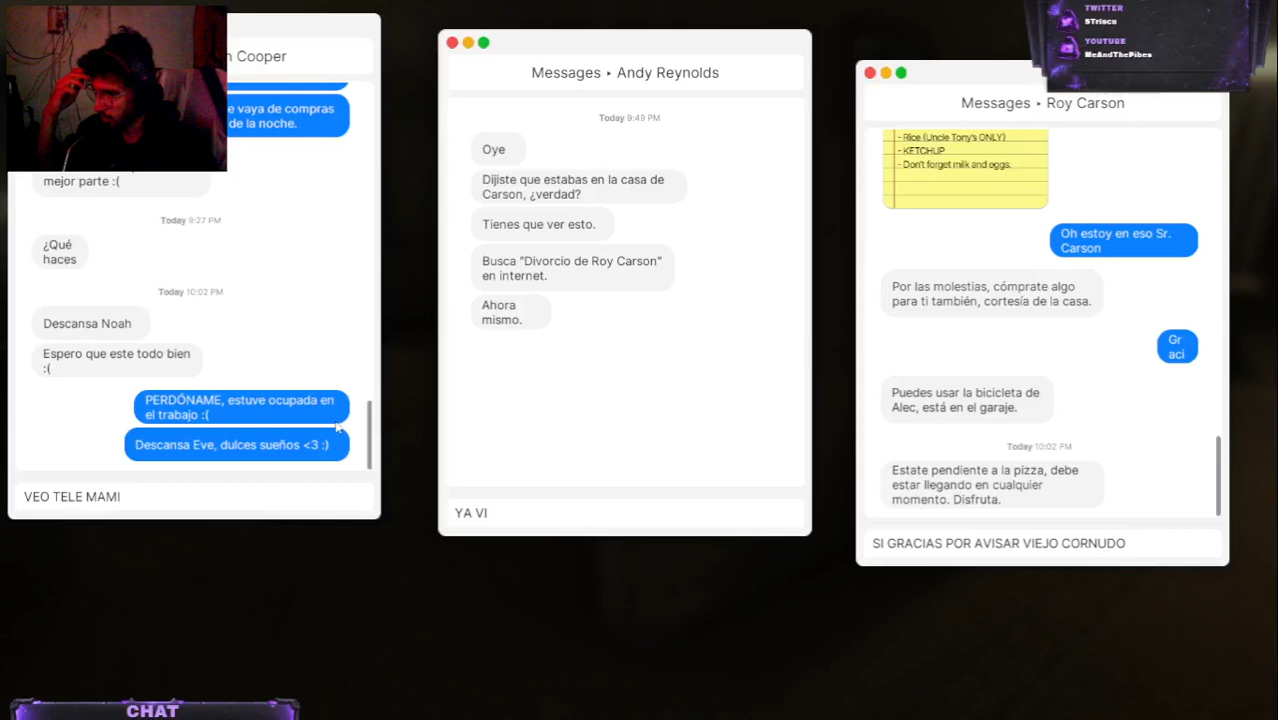 n Cooper
e vaya de compras
de la noche.
mejor parte :(
Today 9:27 PM
¿Qué
haces
Today 10:02 PM
Descansa Noah
Espero que este todo bien
:(
PERDÓNAME, estuve ocupada en
el trabajo :(
Descansa Eve, dulces sueños <3 :)
VEO TELE MAMI
Messages ▸ Andy Reynolds
Today 9:49 PM
Oye
Dijiste que estabas en la casa de
Carson, ¿verdad?
Tienes que ver esto.
Busca "Divorcio de Roy Carson"
en internet.
Ahora
mismo.
YA VI
TWITTER
STriscu
YOUTUBE
MeAndThePibes
Messages ▸ Roy Carson
- Rice (Uncle Tony's ONLY)
- KETCHUP
- Don't forget milk and eggs.
Oh estoy en eso Sr.
Carson
Por las molestias, cómprate algo
para ti también, cortesía de la casa.
Gr
aci
Puedes usar la bicicleta de
Alec, está en el garaje.
Today 10:02 PM
Estate pendiente a la pizza, debe
estar llegando en cualquier
momento. Disfruta.
SI GRACIAS POR AVISAR VIEJO CORNUDO
CHAT